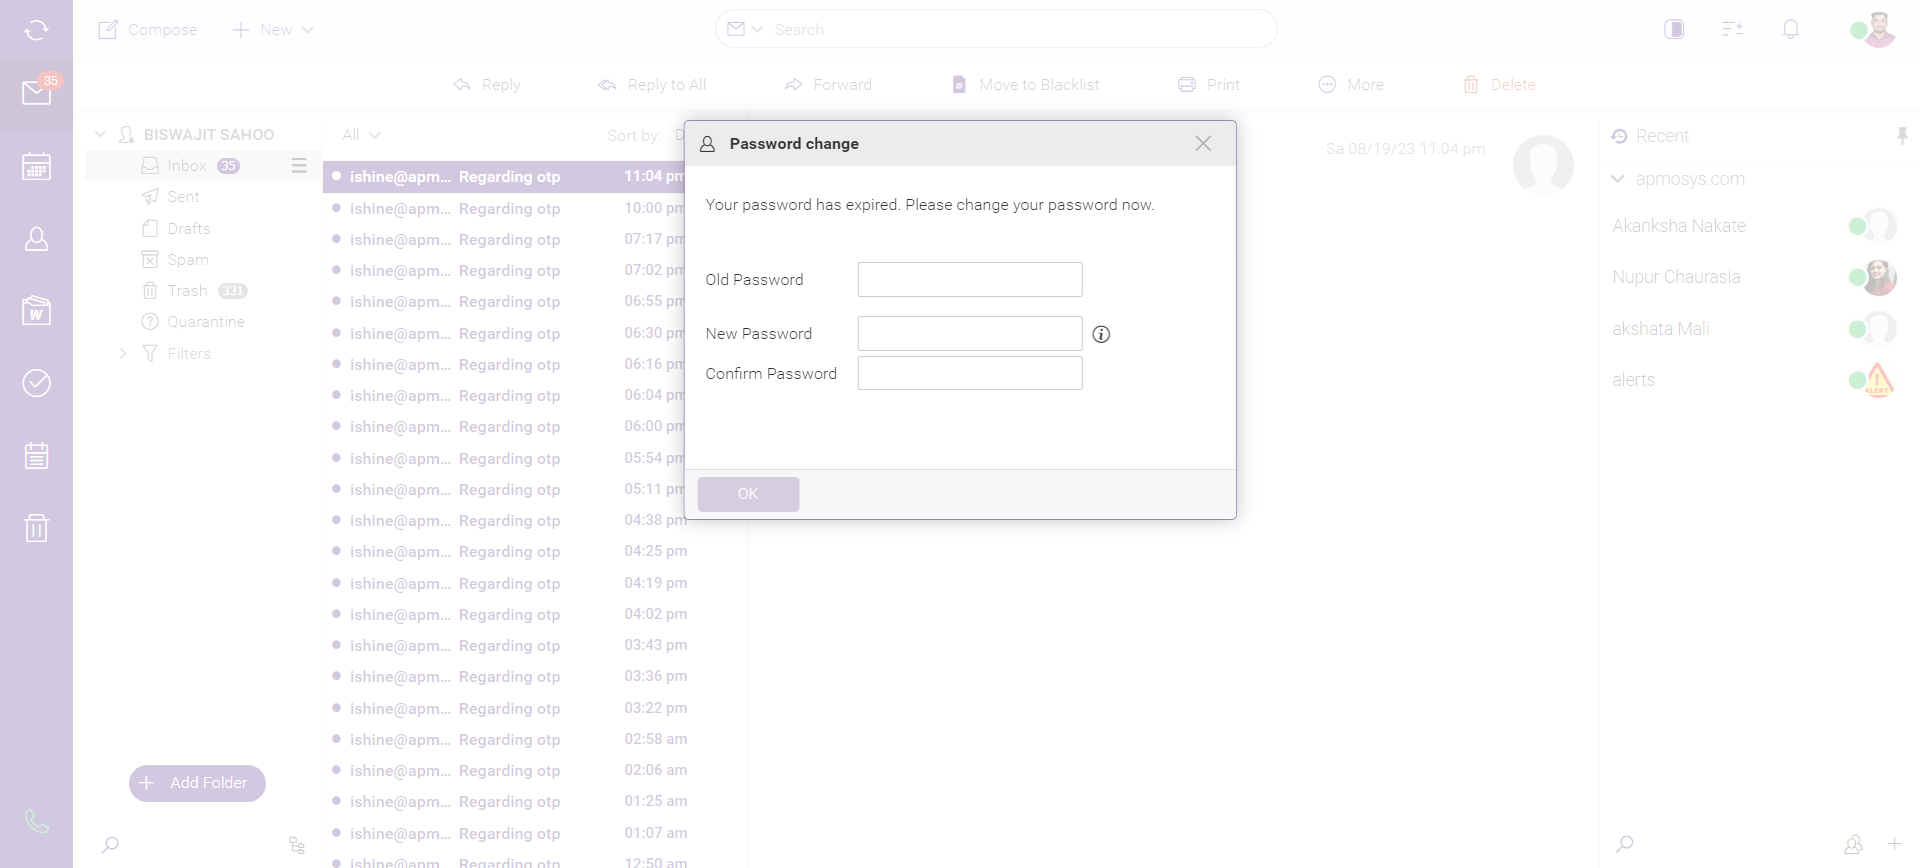 Compose
New
Search
35
Reply
Reply to All
Forward
Move to Blacklist
Print
More
Delete
BISWAJIT SAHOO
Inbox 35
Sent
Drafts
Spam
Trash 331
Quarantine
Filters
Add Folder
All
Sort by: D
ishine@apm... Regarding otp 11:04 pm
ishine@apm... Regarding otp 10:00 pm
ishine@apm... Regarding otp 07:17 pm
ishine@apm... Regarding otp 07:02 pm
ishine@apm... Regarding otp 06:55 pm
ishine@apm... Regarding otp 06:30 pm
ishine@apm... Regarding otp 06:16 pm
ishine@apm... Regarding otp 06:04 pm
ishine@apm... Regarding otp 06:00 pm
ishine@apm... Regarding otp 05:54 pm
ishine@apm... Regarding otp 05:11 pm
ishine@apm... Regarding otp 04:38 pm
ishine@apm... Regarding otp 04:25 pm
ishine@apm... Regarding otp 04:19 pm
ishine@apm... Regarding otp 04:02 pm
ishine@apm... Regarding otp 03:43 pm
ishine@apm... Regarding otp 03:36 pm
ishine@apm... Regarding otp 03:22 pm
ishine@apm... Regarding otp 02:58 am
ishine@apm... Regarding otp 02:06 am
ishine@apm... Regarding otp 01:25 am
ishine@apm... Regarding otp 01:07 am
ishine@apm... Regarding otp 12:50 am
Password change
Your password has expired. Please change your password now.
Old Password
New Password
Confirm Password
OK
Sa 08/19/23 11:04 pm
Recent
apmosys.com
Akanksha Nakate
Nupur Chaurasia
akshata Mali
alerts
ALERT